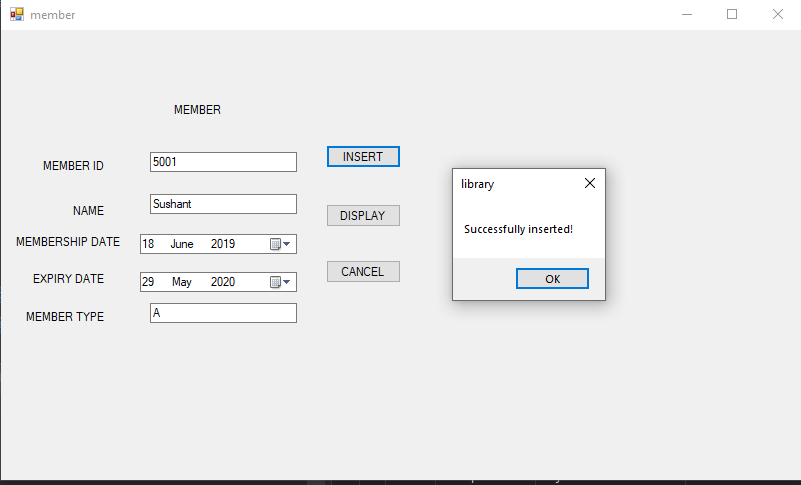 member
MEMBER
MEMBER ID 5001 INSERT
NAME Sushant DISPLAY
MEMBERSHIP DATE 18 June 2019
EXPIRY DATE 29 May 2020 CANCEL
MEMBER TYPE A
library
Successfully inserted!
OK